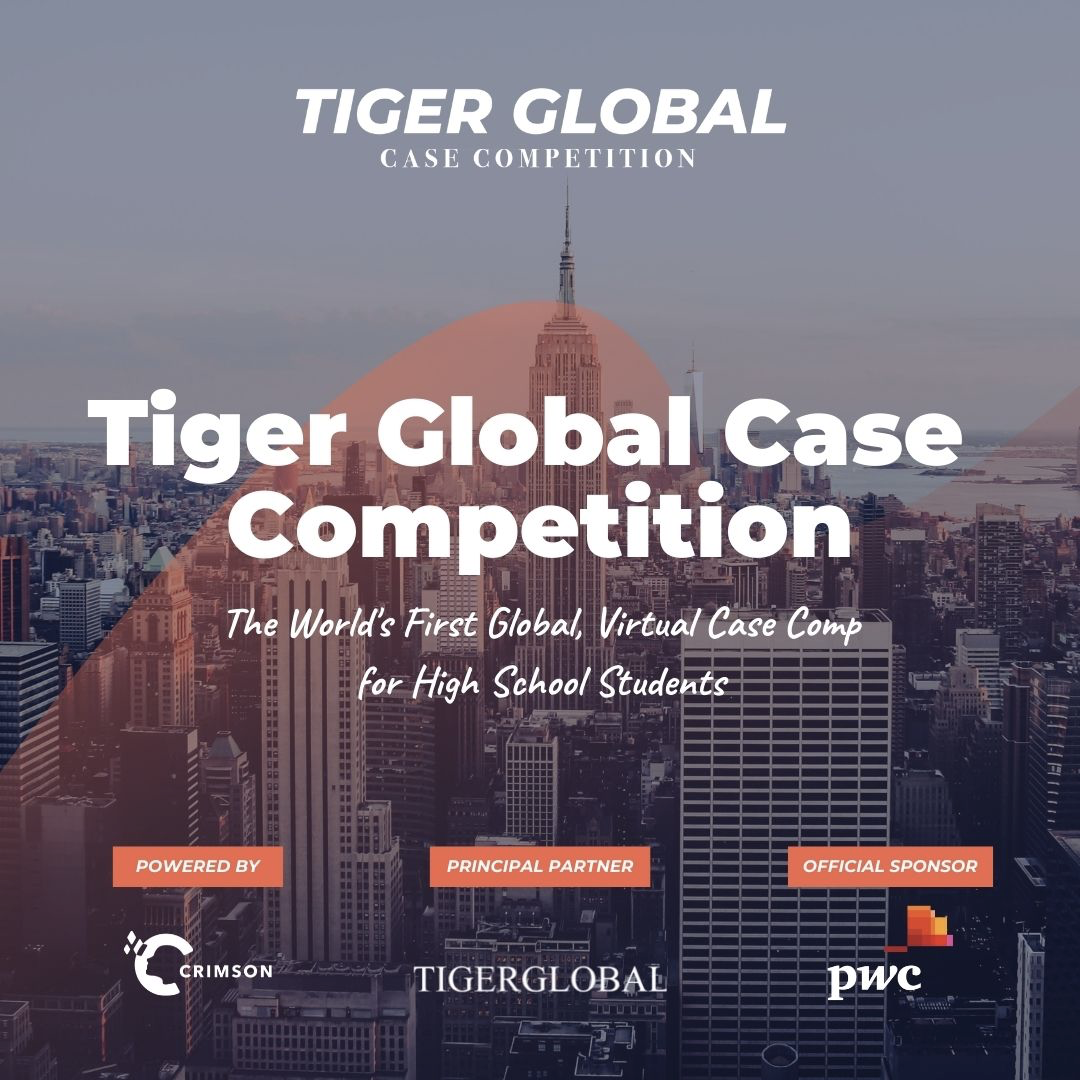 TIGER GLOBAL
CASE COMPETITION
Tiger Global Case
Competition
The World's First Global, Virtual Case Comp
for High School Students
POWERED BY
PRINCIPAL PARTNER
OFFICIAL SPONSOR
CRIMSON
TIGERGLOBAL
pwc